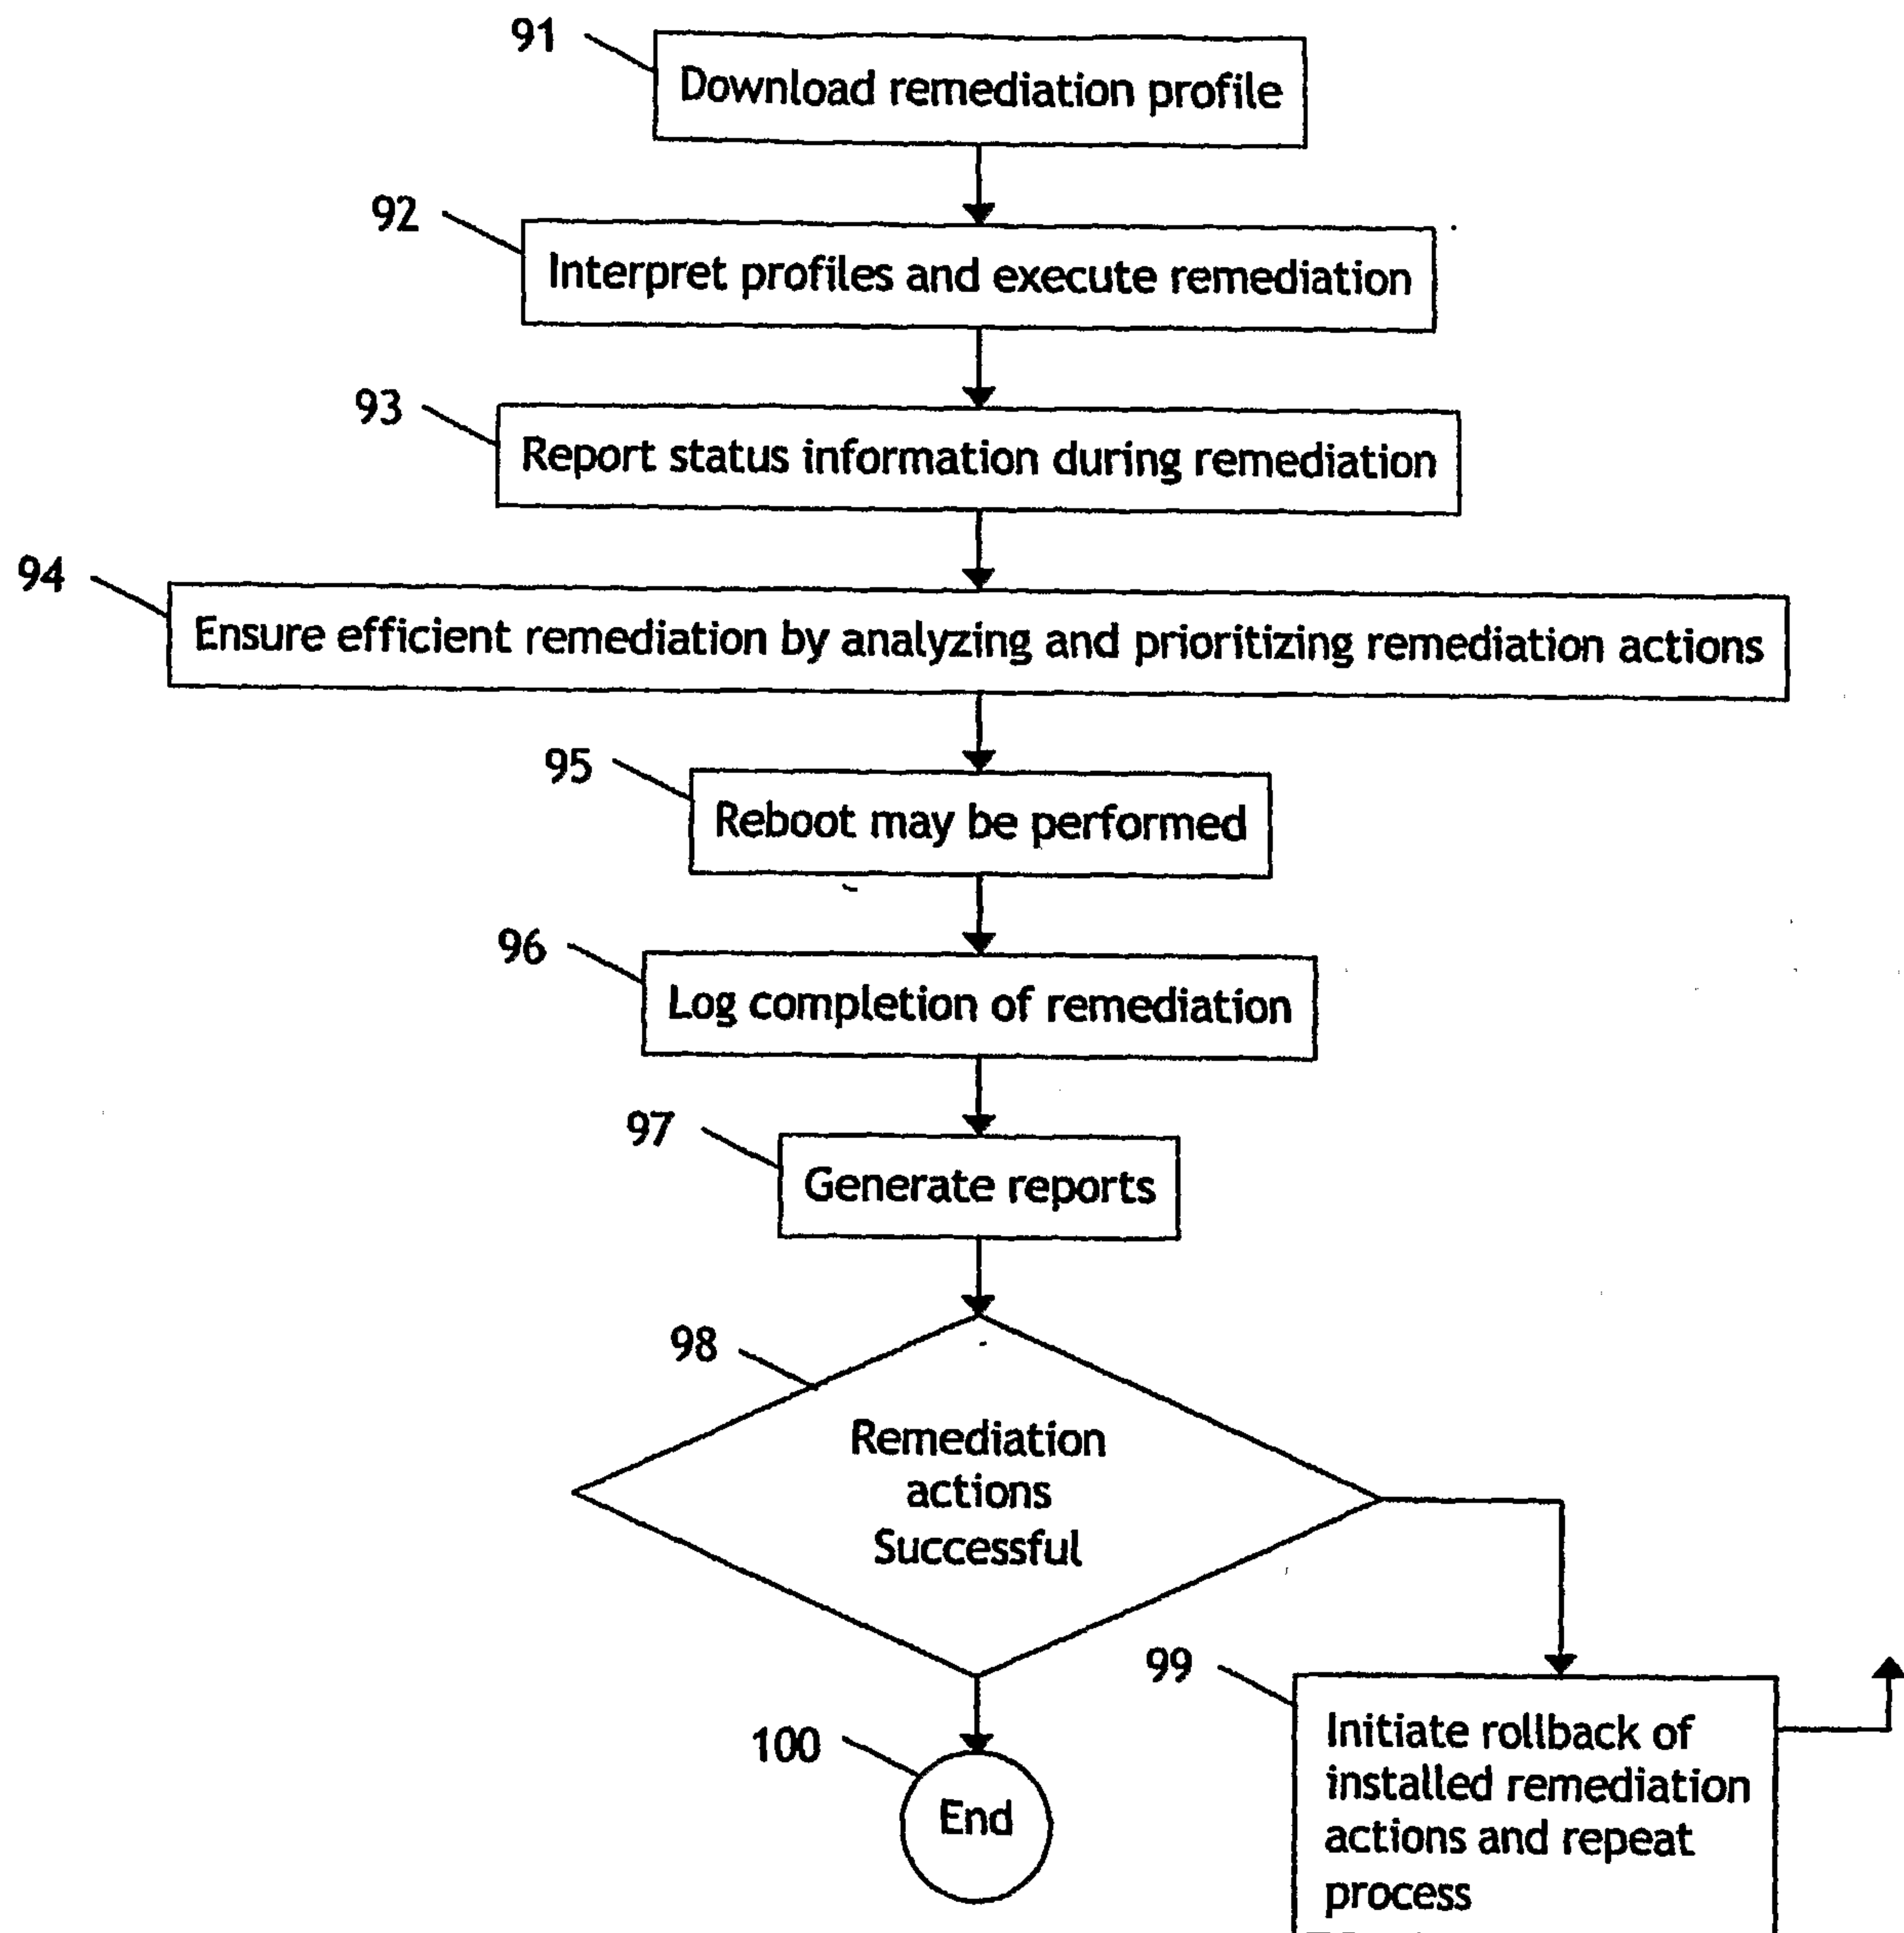 91
Download remediation profile
92
Interpret profiles and execute remediation
93
Report status information during remediation
94
Ensure efficient remediation by analyzing and prioritizing remediation actions
95
Reboot may be performed
96
Log completion of remediation
97
Generate reports
98
Remediation
actions
Successful
99
Initiate rollback of
installed remediation
actions and repeat
process
100
End